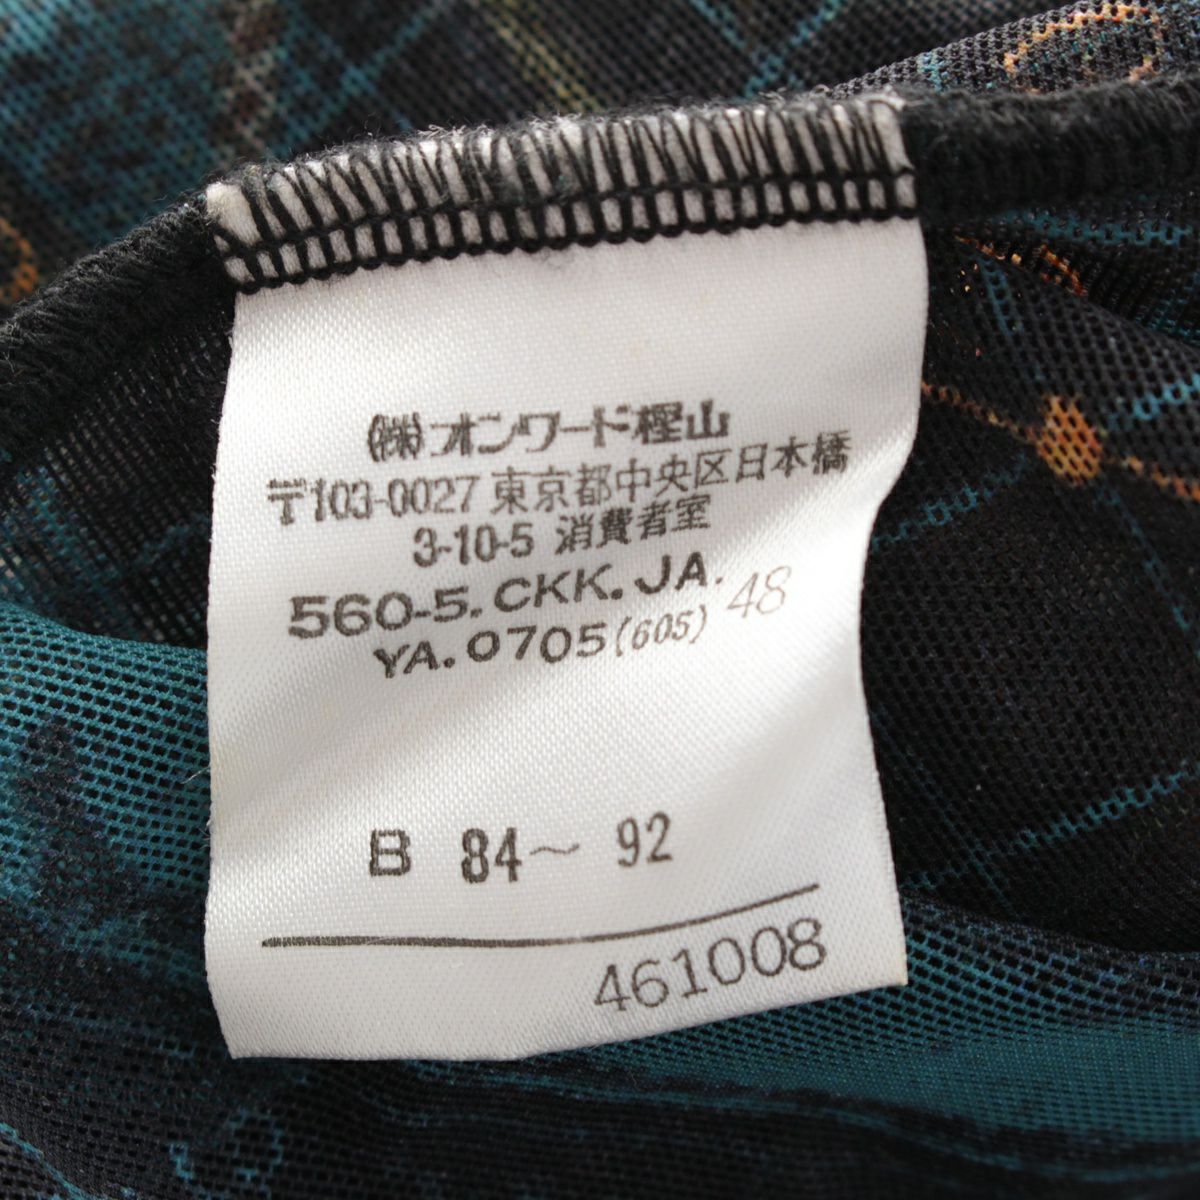 (株)オンワード樫山
〒103-0027 東京都中央区日本橋
3-10-5 消費者室
560-5.CKK.JA.48
YA.0705(605)
B 84～ 92
461008